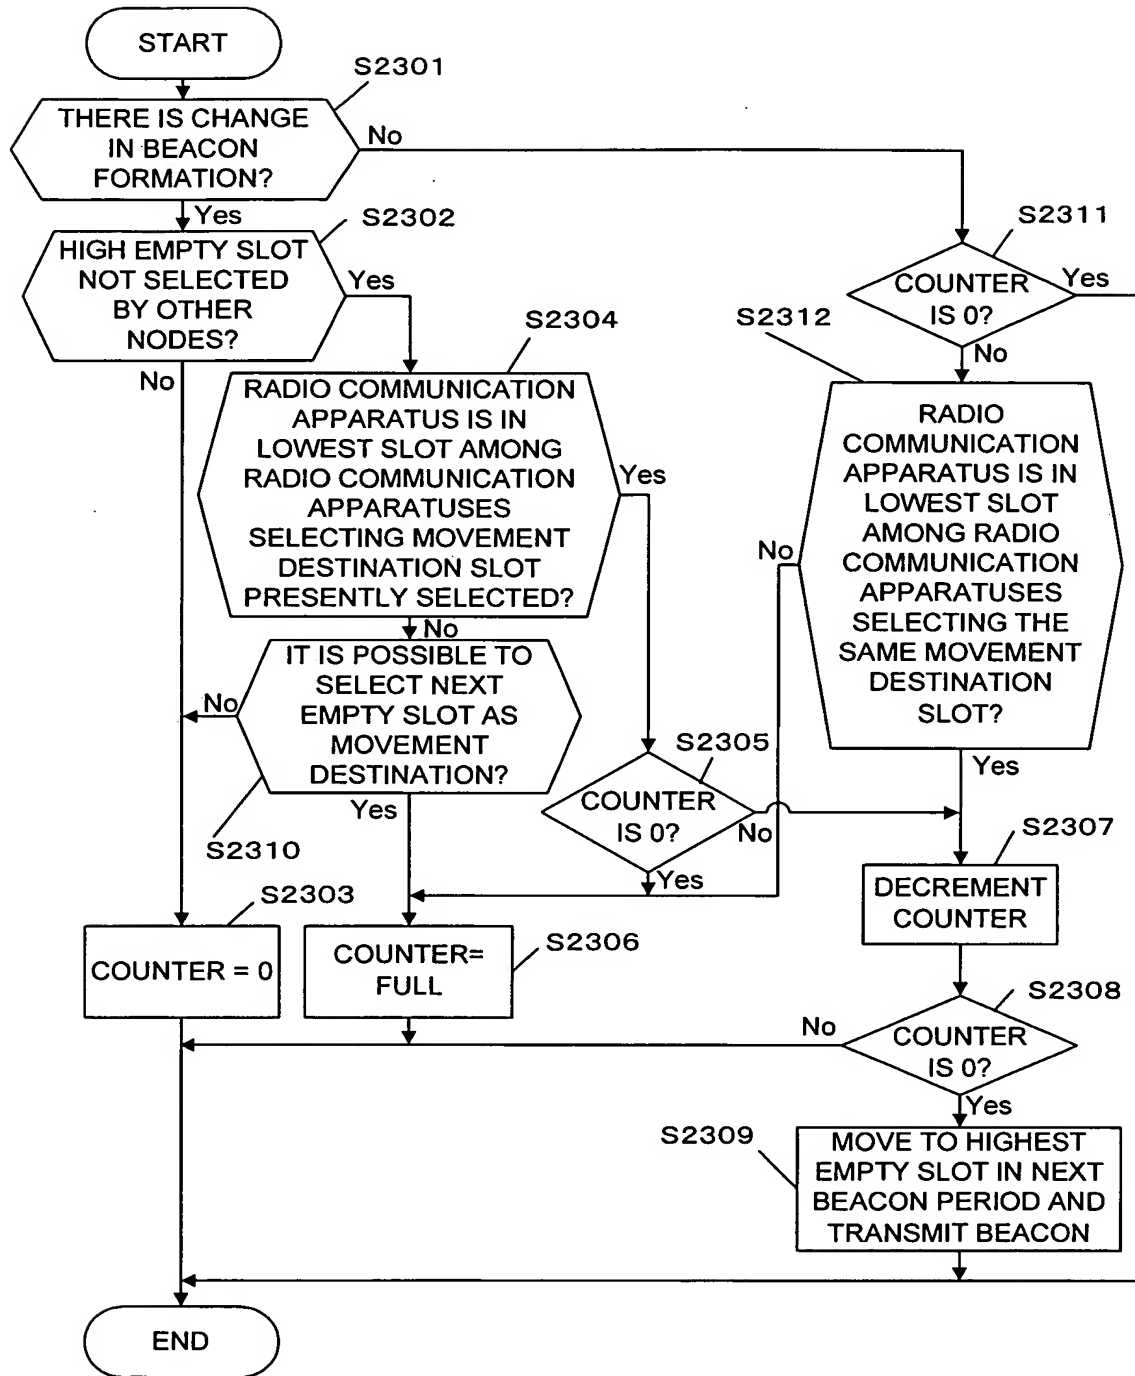 START
S2301
THERE IS CHANGE
IN BEACON
FORMATION?
No
Yes
S2302
HIGH EMPTY SLOT
NOT SELECTED
BY OTHER
NODES?
Yes
No
S2304
RADIO COMMUNICATION
APPARATUS IS IN
LOWEST SLOT AMONG
RADIO COMMUNICATION
APPARATUSES
SELECTING MOVEMENT
DESTINATION SLOT
PRESENTLY SELECTED?
Yes
No
IT IS POSSIBLE TO
SELECT NEXT
EMPTY SLOT AS
MOVEMENT
DESTINATION?
No
Yes
S2310
S2305
COUNTER
IS 0?
No
Yes
S2303
COUNTER = 0
S2306
COUNTER=
FULL
S2311
COUNTER
IS 0?
Yes
No
S2312
RADIO
COMMUNICATION
APPARATUS IS IN
LOWEST SLOT
AMONG RADIO
COMMUNICATION
APPARATUSES
SELECTING THE
SAME MOVEMENT
DESTINATION
SLOT?
No
Yes
S2307
DECREMENT
COUNTER
S2308
COUNTER
IS 0?
No
Yes
S2309
MOVE TO HIGHEST
EMPTY SLOT IN NEXT
BEACON PERIOD AND
TRANSMIT BEACON
END